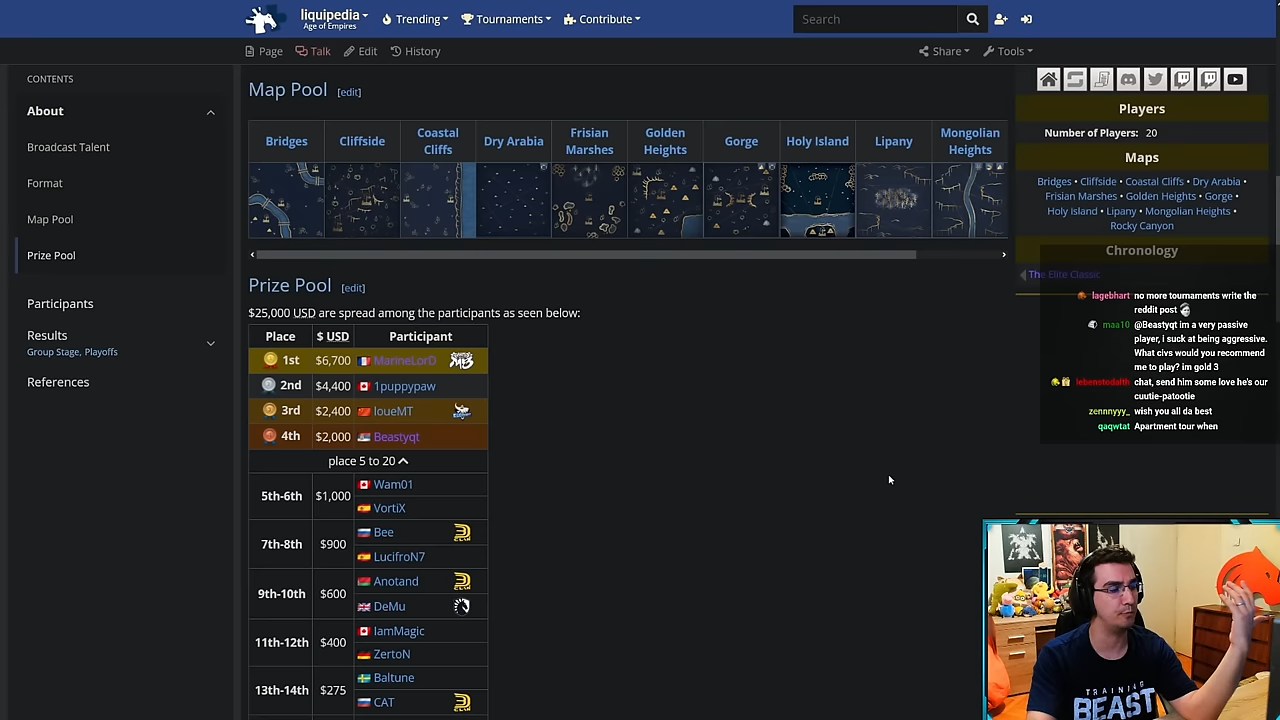 liquipedia
Age of Empires
Trending
Tournaments
Contribute
Search
Page
Talk
Edit
History
Share
Tools
CONTENTS
About
Broadcast Talent
Format
Map Pool
Prize Pool
Participants
Results
Group Stage, Playoffs
References
Map Pool [edit]
Bridges
Cliffside
Coastal
Cliffs
Dry Arabia
Frisian
Marshes
Golden
Heights
Gorge
Holy Island
Lipany
Mongolian
Heights
Prize Pool [edit]
$25,000 USD are spread among the participants as seen below:
Place $ USD Participant
1st $6,700 MarineLorD
2nd $4,400 1puppypaw
3rd $2,400 loueMT
4th $2,000 Beastyqt
place 5 to 20
5th-6th $1,000 Wam01
VortiX
7th-8th $900 Bee
LucifroN7
9th-10th $600 Anotand
DeMu
11th-12th $400 IamMagic
ZertoN
13th-14th $275 Baltune
CAT
Players
Number of Players: 20
Maps
Bridges • Cliffside • Coastal Cliffs • Dry Arabia •
Frisian Marshes • Golden Heights • Gorge •
Holy Island • Lipany • Mongolian Heights •
Rocky Canyon
Chronology
The Elite Classic
lagebhart no more tournaments write the
reddit post
maa10 @Beastyqt im a very passive
player, i suck at being aggressive.
What civs would you recommend
me to play? im gold 3
lebenstodalth chat, send him some love he's our
cuutie-patootie
zennnyyy_ wish you all da best
qaqwtat Apartment tour when
TRAINING
BEAST